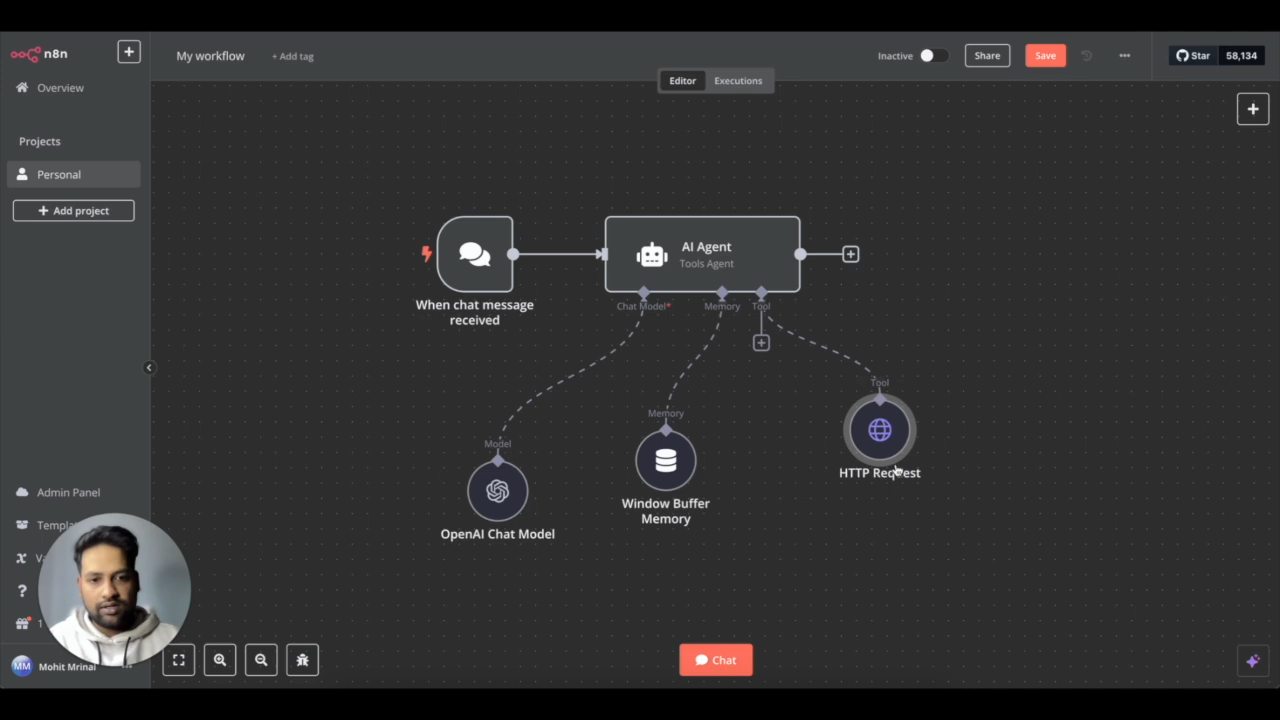 n8n
My workflow
+ Add tag
Inactive
Share
Save
Star
58,134
Editor
Executions
Overview
Projects
Personal
Add project
AI Agent
Tools Agent
When chat message
received
Chat Model*
Memory
Tool
Tool
Memory
Model
HTTP Request
Window Buffer
Memory
OpenAI Chat Model
Admin Panel
1
MM
Mohit Mrinal
Chat